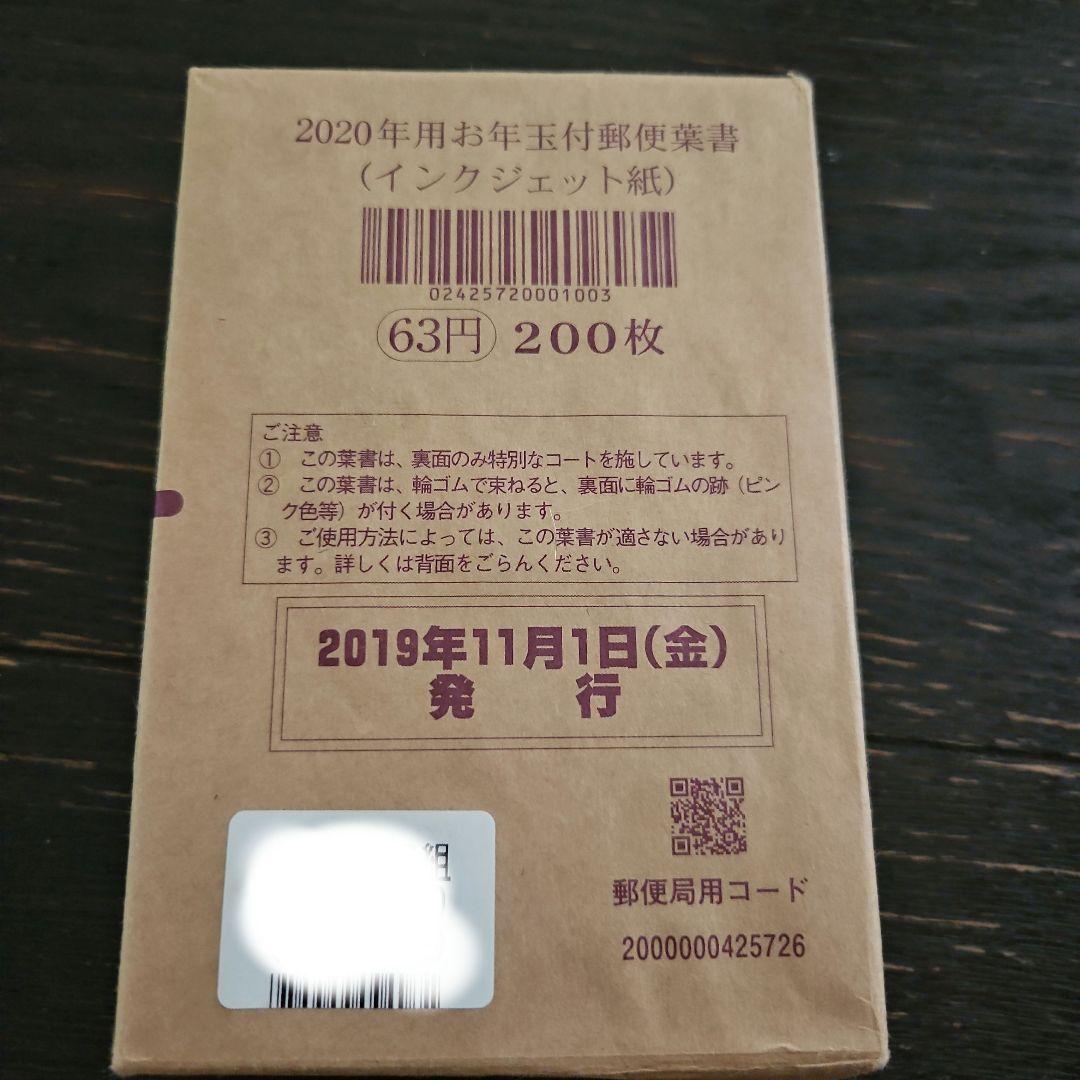 2020年用お年玉付郵便葉書
（インクジェット紙）
02425720001003
63円 200枚
ご注意
① この葉書は、裏面のみ特別なコートを施しています。
② この葉書は、輪ゴムで束ねると、裏面に輪ゴムの跡（ピン
ク色等）が付く場合があります。
③ ご使用方法によっては、この葉書が適さない場合があり
ます。詳しくは背面をごらんください。
2019年11月1日（金）
発行
組
郵便局用コード
2000000425726